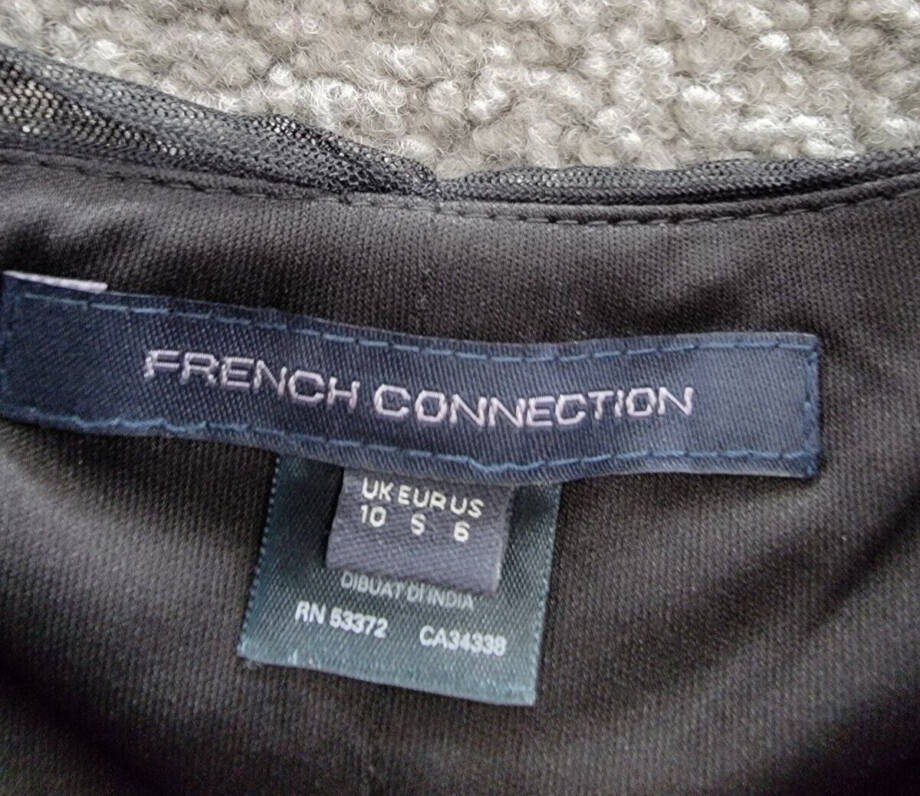 FRENCH CONNECTION
UK EUR US
10 S 6
DIBUAT DI INDIA
RN 53372 CA34338